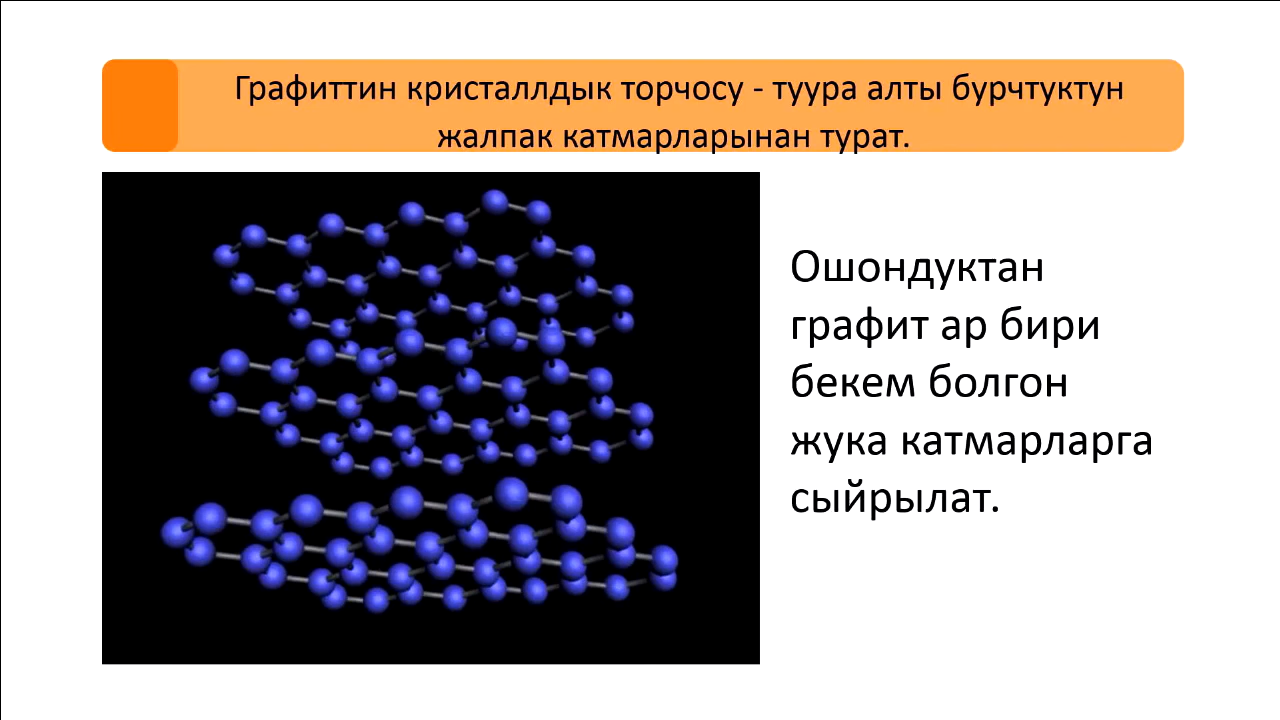 Графиттин кристаллдык торчосу - туура алты бурчтуктун
жалпак катмарларынан турат.
Ошондуктан
графит ар бири
бекем болгон
жука катмарларга
сыйрылат.